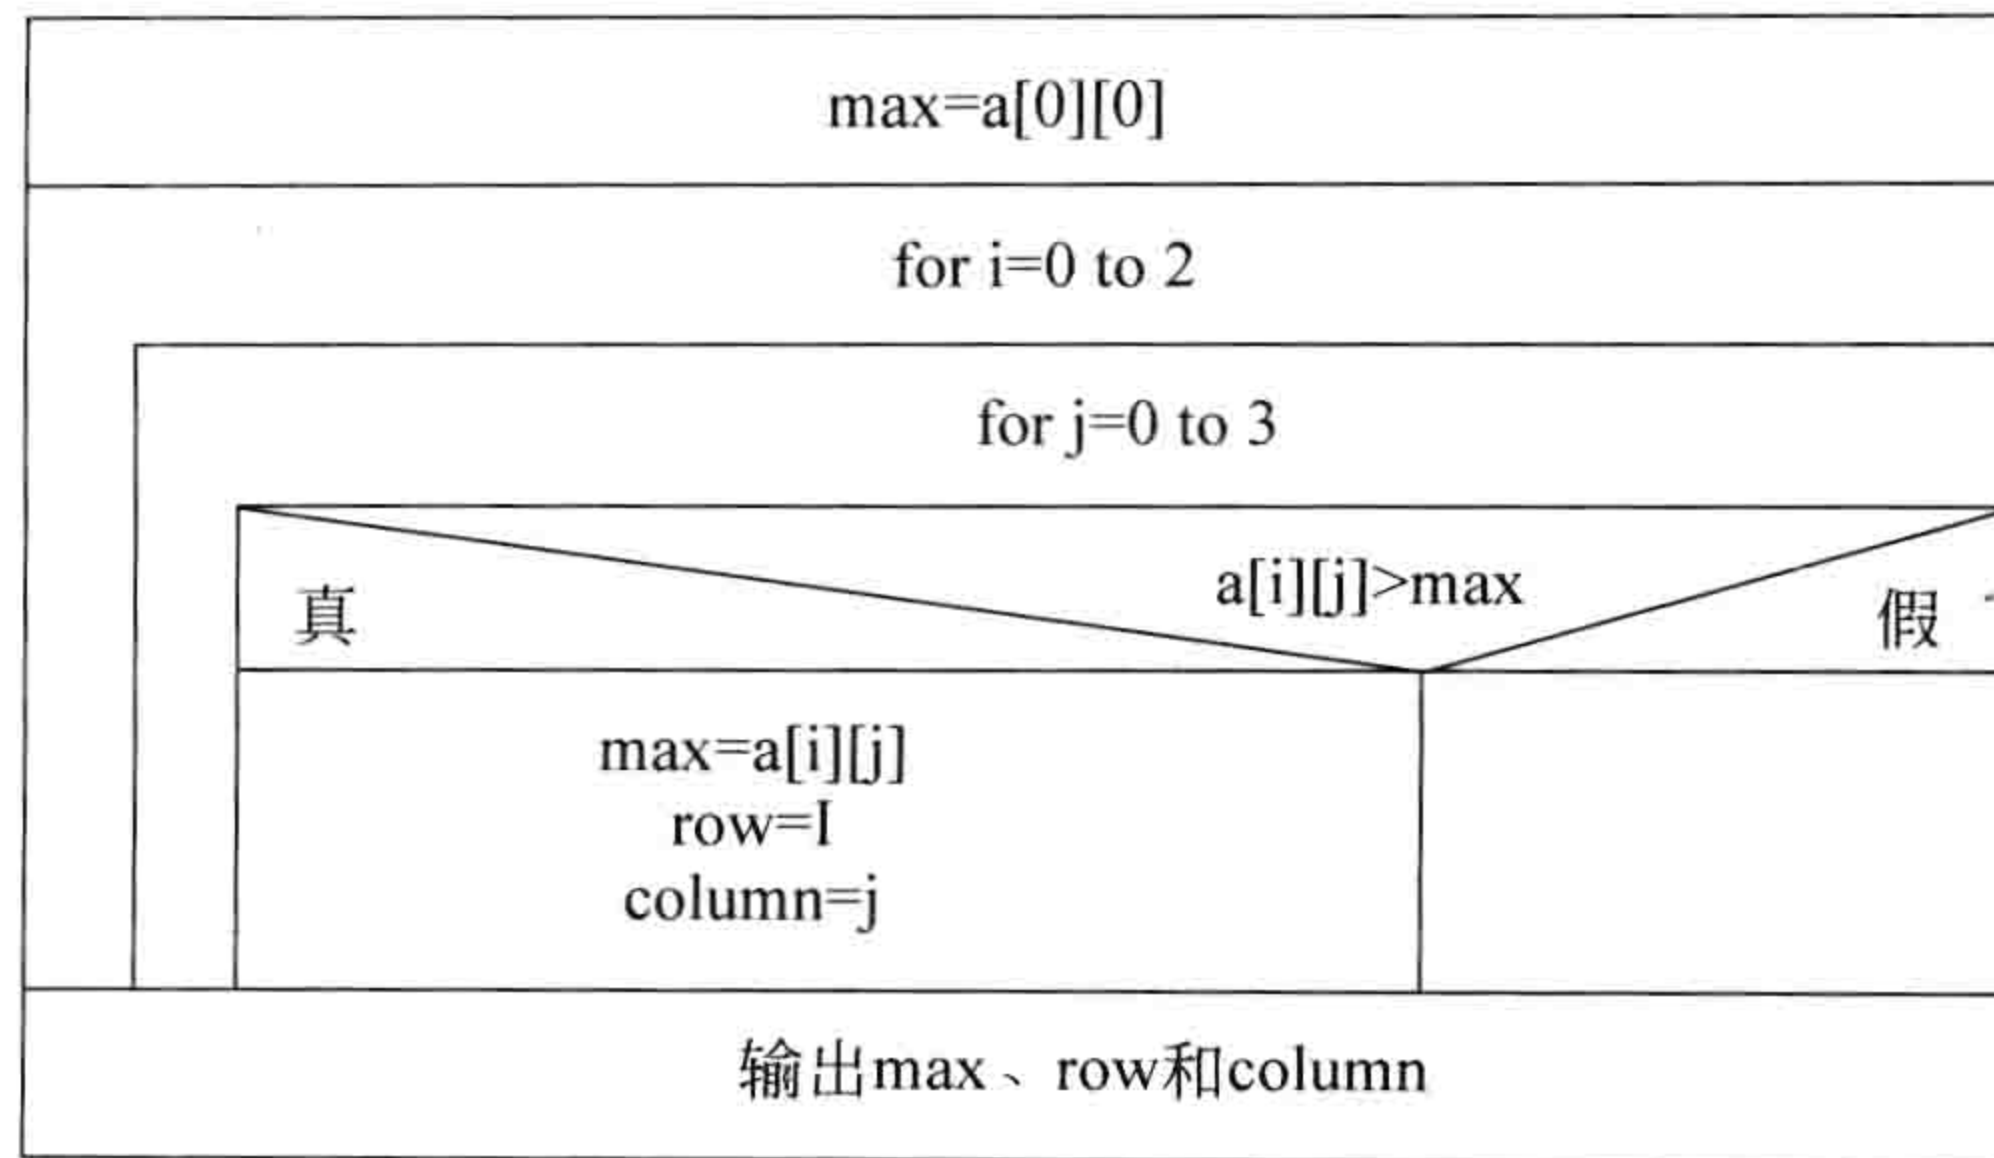 max=a[0][0]
for i=0 to 2
for j=0 to 3
a[i][j]>max
真
假
max=a[i][j]
row=I
column=j
输出max、row和column